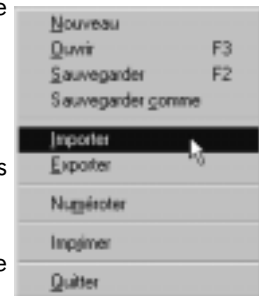 e
Nouveau
Ouvrir F3
Sauvegarder F2
Sauvegarder comme
Importer
Exporter
s
Numéroter
Imprimer
e
Quitter